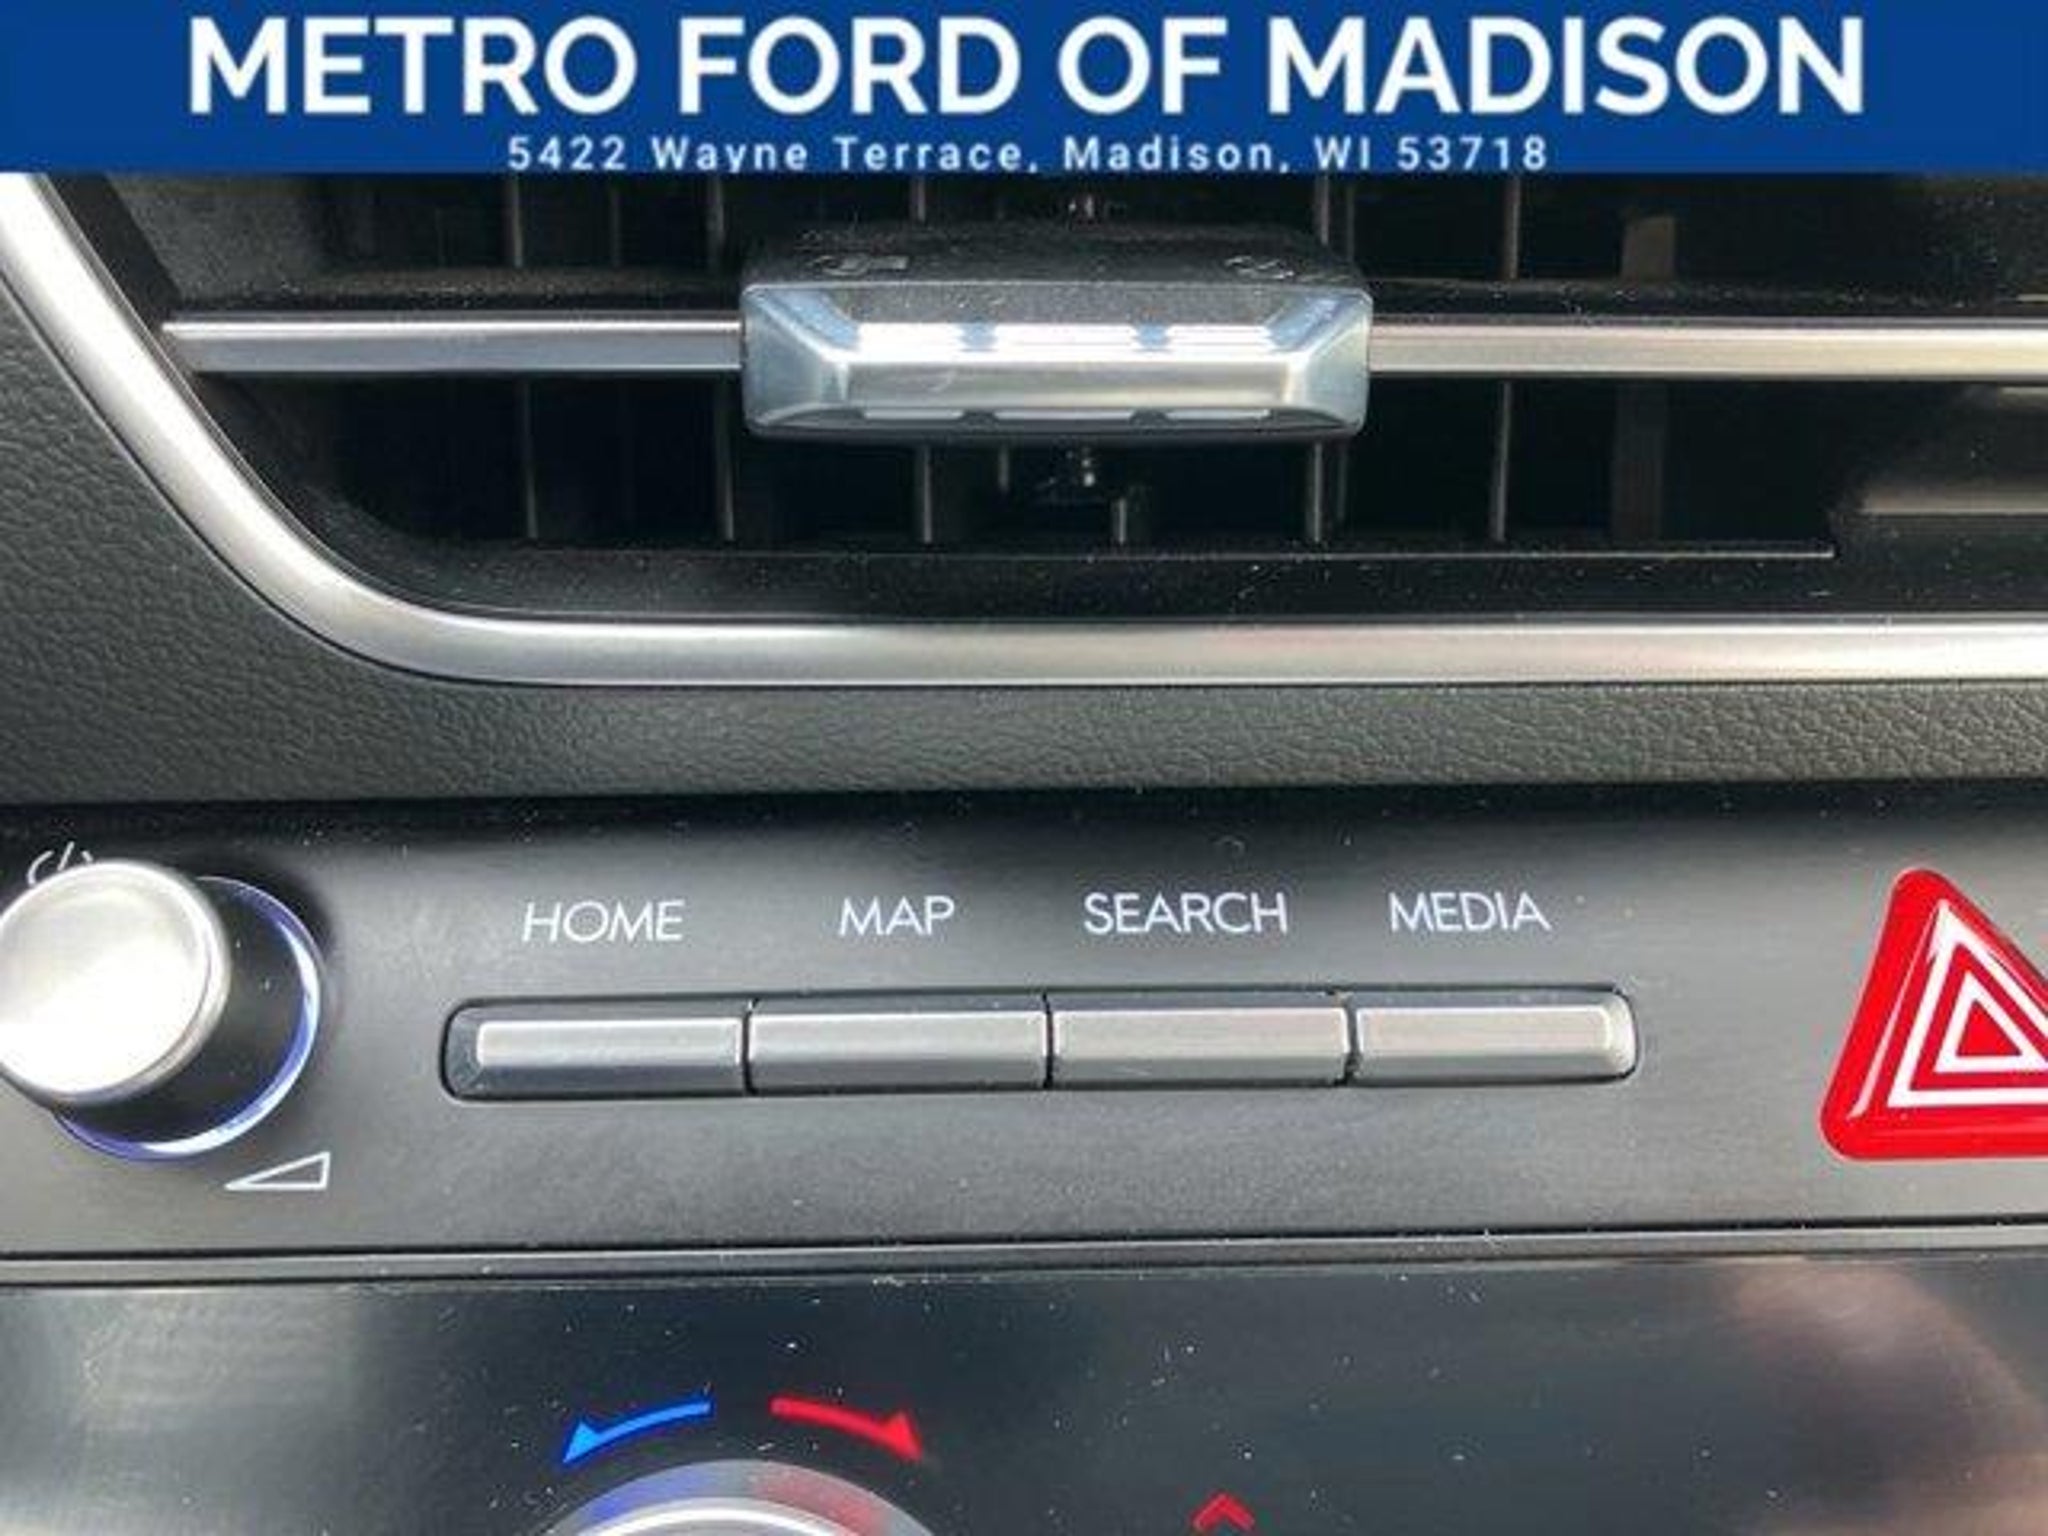 METRO FORD OF MADISON
5422 Wayne Terrace, Madison, WI 53718
HOME MAP SEARCH MEDIA